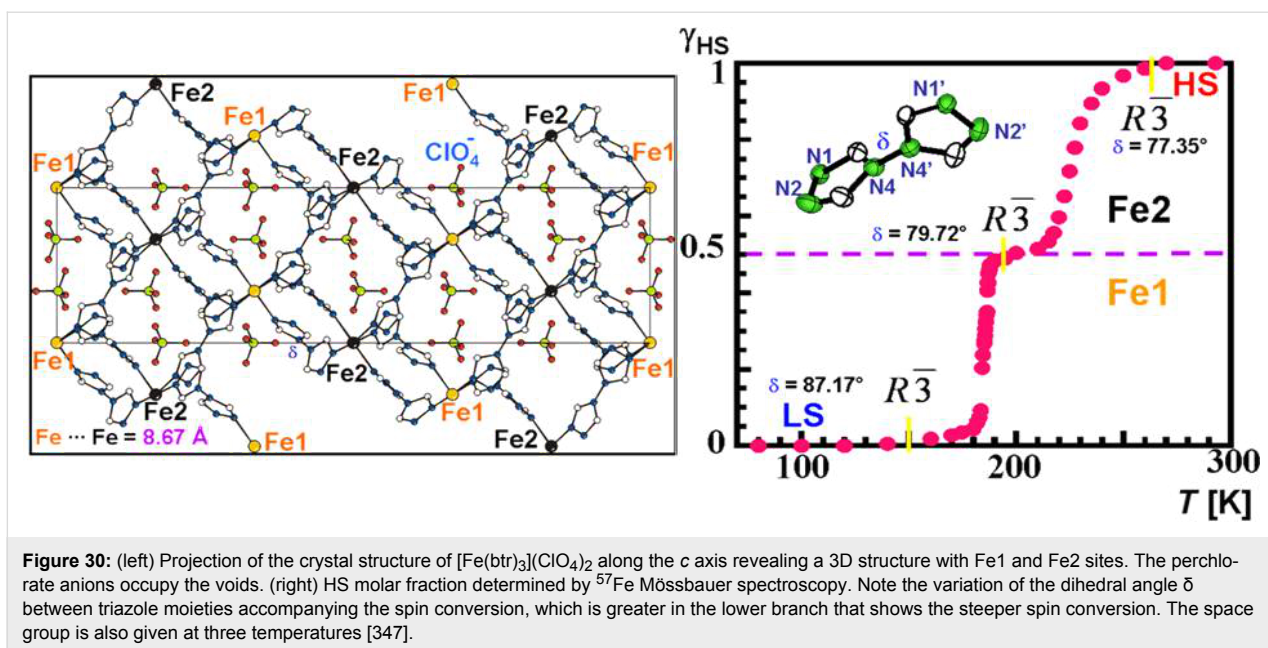 Fe2
Fe1
Fe1
Fe2
ClO₄⁻
Fe1
Fe2
Fe1
Fe1
δ
Fe2
Fe1
Fe2
Fe1
Fe2
Fe ··· Fe = 8.67 Å
Fe1
γHS
1
0.5
0
N1'
N2'
δ
N1
N4'
N2
N4
HS
R3̅
δ = 77.35°
Fe2
R3̅
δ = 79.72°
Fe1
δ = 87.17°
R3̅
LS
100
200
300
T [K]
Figure 30: (left) Projection of the crystal structure of [Fe(btr)₃](ClO₄)₂ along the c axis revealing a 3D structure with Fe1 and Fe2 sites. The perchlo-
rate anions occupy the voids. (right) HS molar fraction determined by ⁵⁷Fe Mössbauer spectroscopy. Note the variation of the dihedral angle δ
between triazole moieties accompanying the spin conversion, which is greater in the lower branch that shows the steeper spin conversion. The space
group is also given at three temperatures [347].